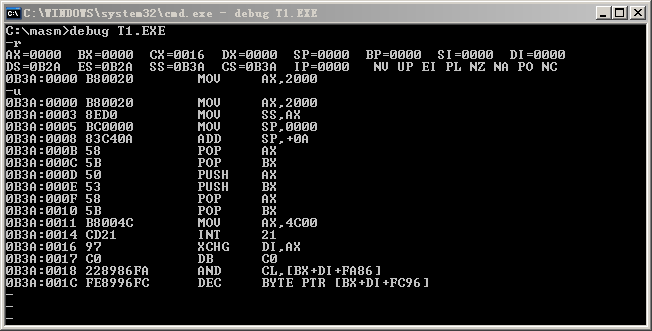 C:\WINDOWS\system32\cmd.exe - debug T1.EXE
C:\masm>debug T1.EXE
-r
AX=0000  BX=0000  CX=0016  DX=0000  SP=0000  BP=0000  SI=0000  DI=0000
DS=0B2A  ES=0B2A  SS=0B3A  CS=0B3A  IP=0000   NV UP EI PL NZ NA PO NC
0B3A:0000 B80020        MOV     AX,2000
-u
0B3A:0000 B80020        MOV     AX,2000
0B3A:0003 8ED0          MOV     SS,AX
0B3A:0005 BC0000        MOV     SP,0000
0B3A:0008 83C40A        ADD     SP,+0A
0B3A:000B 58            POP     AX
0B3A:000C 5B            POP     BX
0B3A:000D 50            PUSH    AX
0B3A:000E 53            PUSH    BX
0B3A:000F 58            POP     AX
0B3A:0010 5B            POP     BX
0B3A:0011 B8004C        MOV     AX,4C00
0B3A:0014 CD21          INT     21
0B3A:0016 97            XCHG    DI,AX
0B3A:0017 C0            DB      C0
0B3A:0018 228986FA      AND     CL,[BX+DI+FA86]
0B3A:001C FE8996FC      DEC     BYTE PTR [BX+DI+FC96]
-
-
-